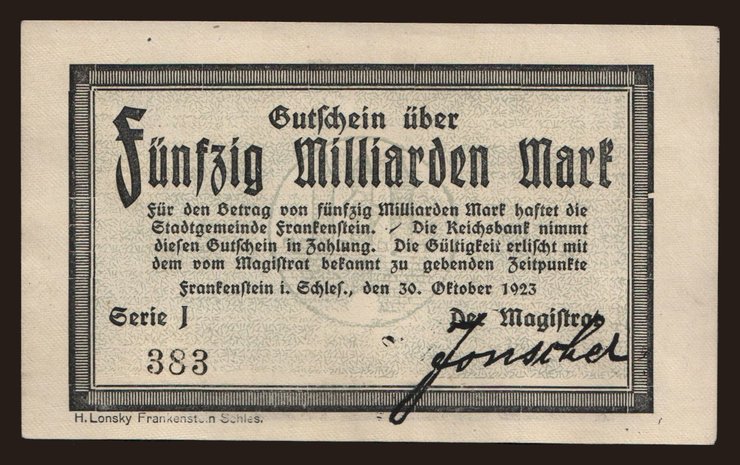 Gutschein über
Fünfzig Milliarden Mark
Für den Betrag von fünfzig Milliarden Mark haftet die
Stadtgemeinde Frankenstein. Die Reichsbank nimmt
diesen Gutschein in Zahlung. Die Gültigkeit erlischt mit
dem vom Magistrat bekannt zu gebenden Zeitpunkte
Frankenstein i. Schles., den 30. Oktober 1923
Serie I Der Magistrat
383 Jonscher
H. Lonsky Frankenstein Schles.